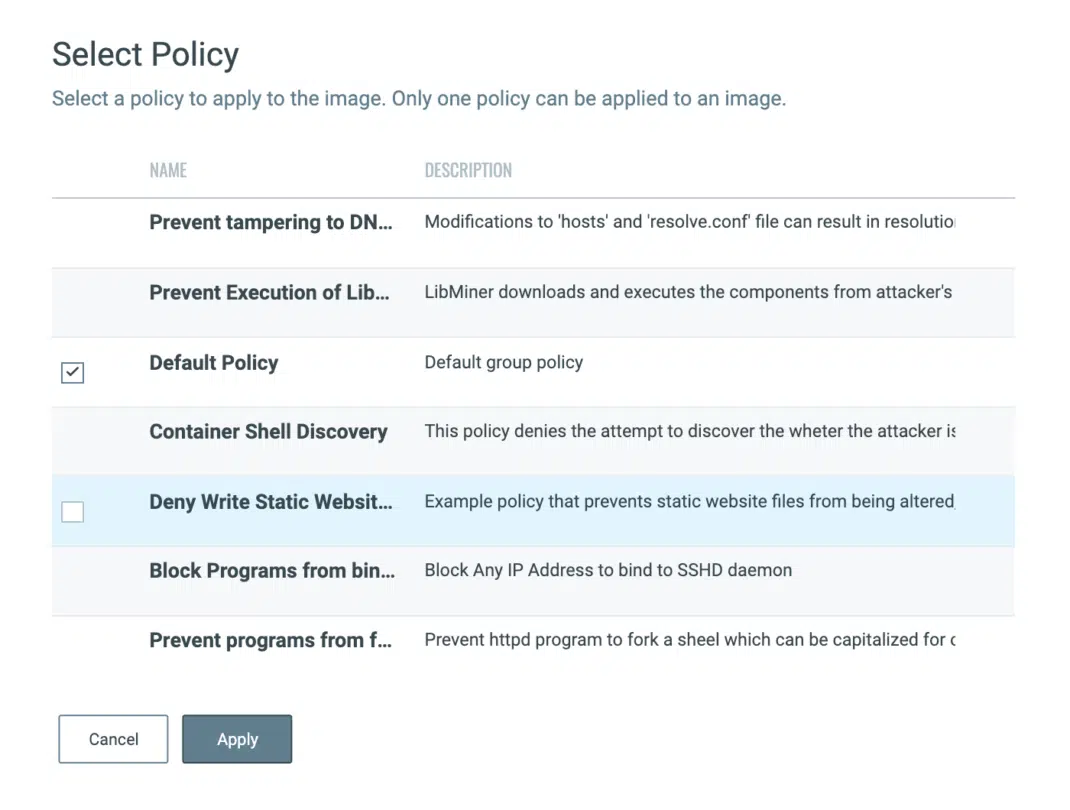 Select Policy
Select a policy to apply to the image. Only one policy can be applied to an image.
NAME DESCRIPTION
Prevent tampering to DN... Modifications to 'hosts' and 'resolve.conf' file can result in resolutio
Prevent Execution of Lib... LibMiner downloads and executes the components from attacker's
Default Policy Default group policy
Container Shell Discovery This policy denies the attempt to discover the wheter the attacker is
Deny Write Static Websit... Example policy that prevents static website files from being altered
Block Programs from bin... Block Any IP Address to bind to SSHD daemon
Prevent programs from f... Prevent httpd program to fork a sheel which can be capitalized for
Cancel Apply